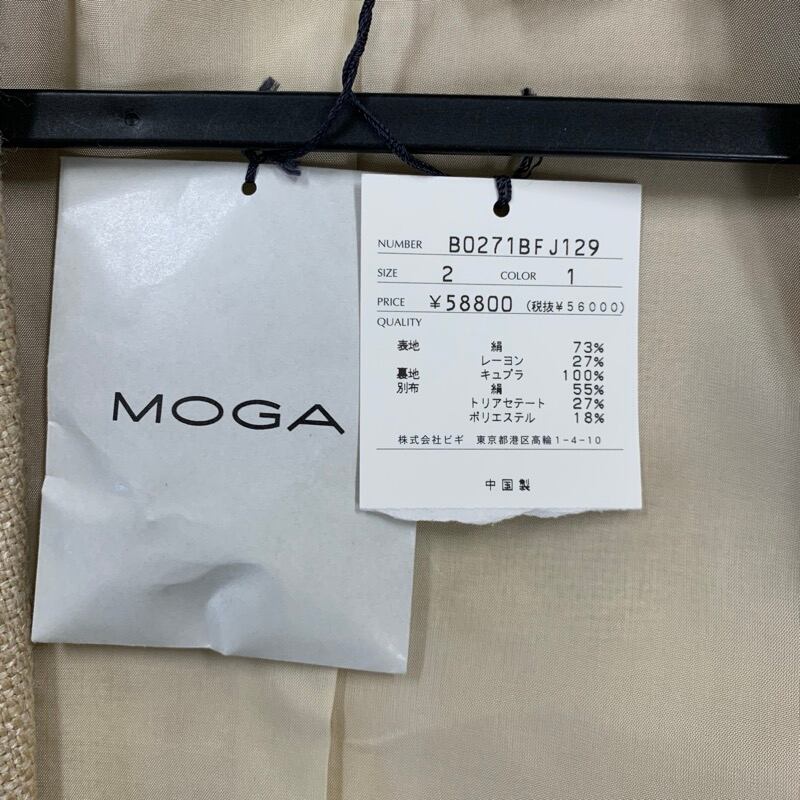 MOGA
NUMBER B0271BFJ129
SIZE 2 COLOR 1
PRICE ¥58800 (税抜¥56000)
QUALITY
表地 絹 73%
レーヨン 27%
裏地 キュプラ 100%
別布 絹 55%
トリアセテート 27%
ポリエステル 18%
株式会社ビギ 東京都港区高輪1-4-10
中国製